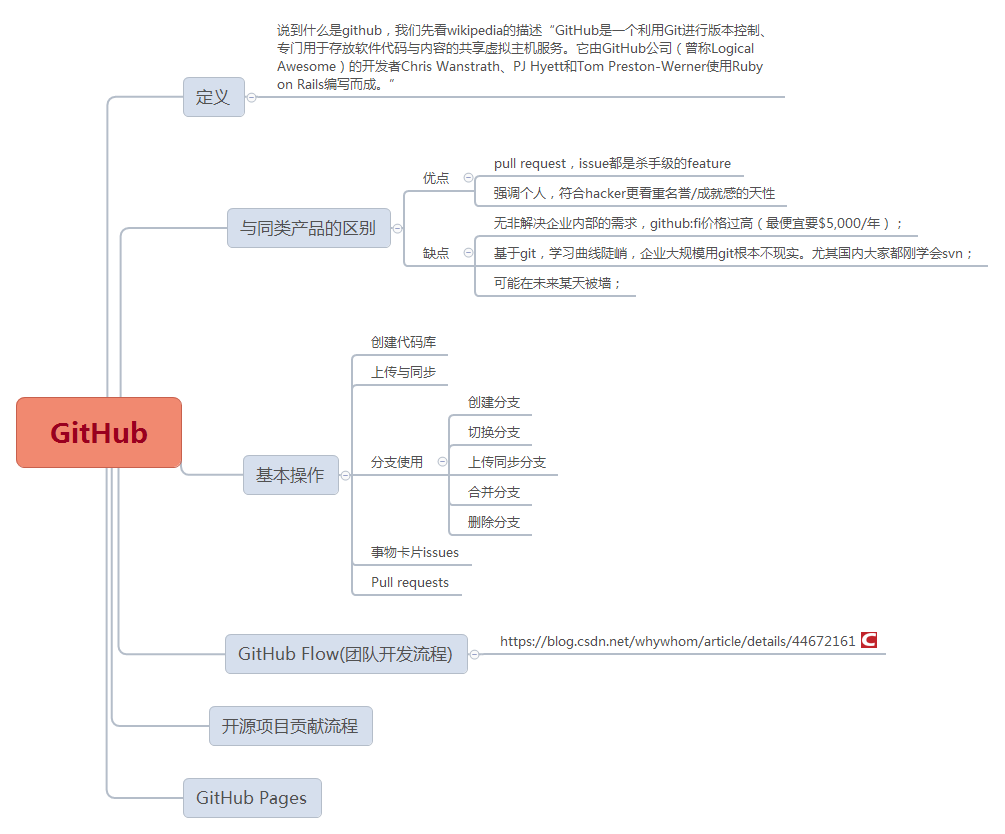 说到什么是github，我们先看wikipedia的描述“GitHub是一个利用Git进行版本控制、
专门用于存放软件代码与内容的共享虚拟主机服务。它由GitHub公司（曾称Logical
Awesome）的开发者Chris Wanstrath、PJ Hyett和Tom Preston-Werner使用Ruby
on Rails编写而成。“
定义
与同类产品的区别
优点
pull request，issue都是杀手级的feature
强调个人，符合hacker更看重名誉/成就感的天性
缺点
无非解决企业内部的需求，github:fi价格过高（最便宜要$5,000/年）；
基于git，学习曲线陡峭，企业大规模用git根本不现实。尤其国内大家都刚学会svn；
可能在未来某天被墙；
GitHub
基本操作
创建代码库
上传与同步
分支使用
创建分支
切换分支
上传同步分支
合并分支
删除分支
事物卡片issues
Pull requests
GitHub Flow(团队开发流程)
https://blog.csdn.net/whywhom/article/details/44672161
开源项目贡献流程
GitHub Pages